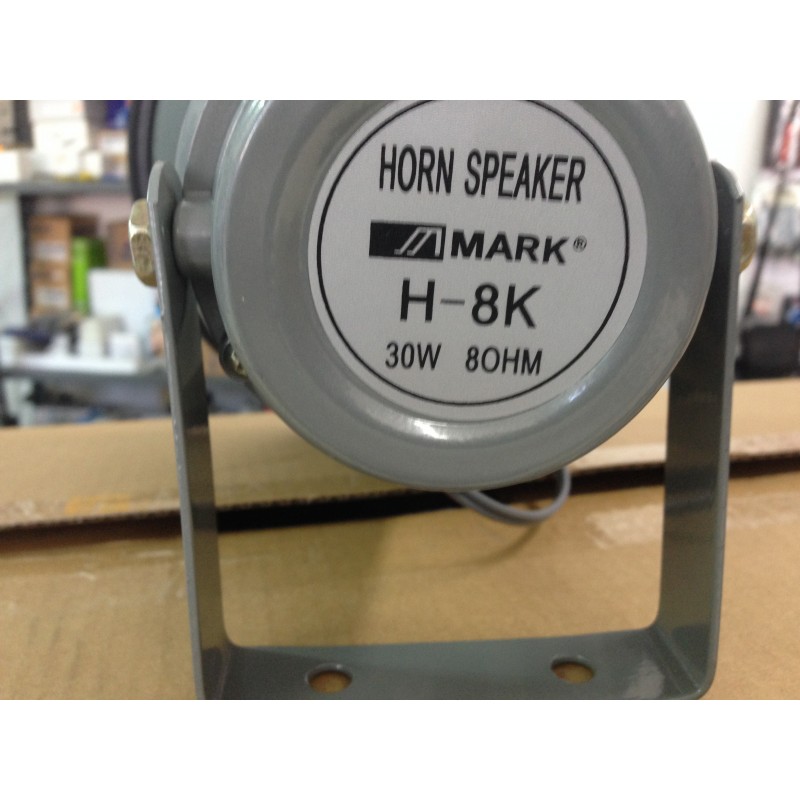 HORN SPEAKER
MARK®
H-8K
30W 8OHM